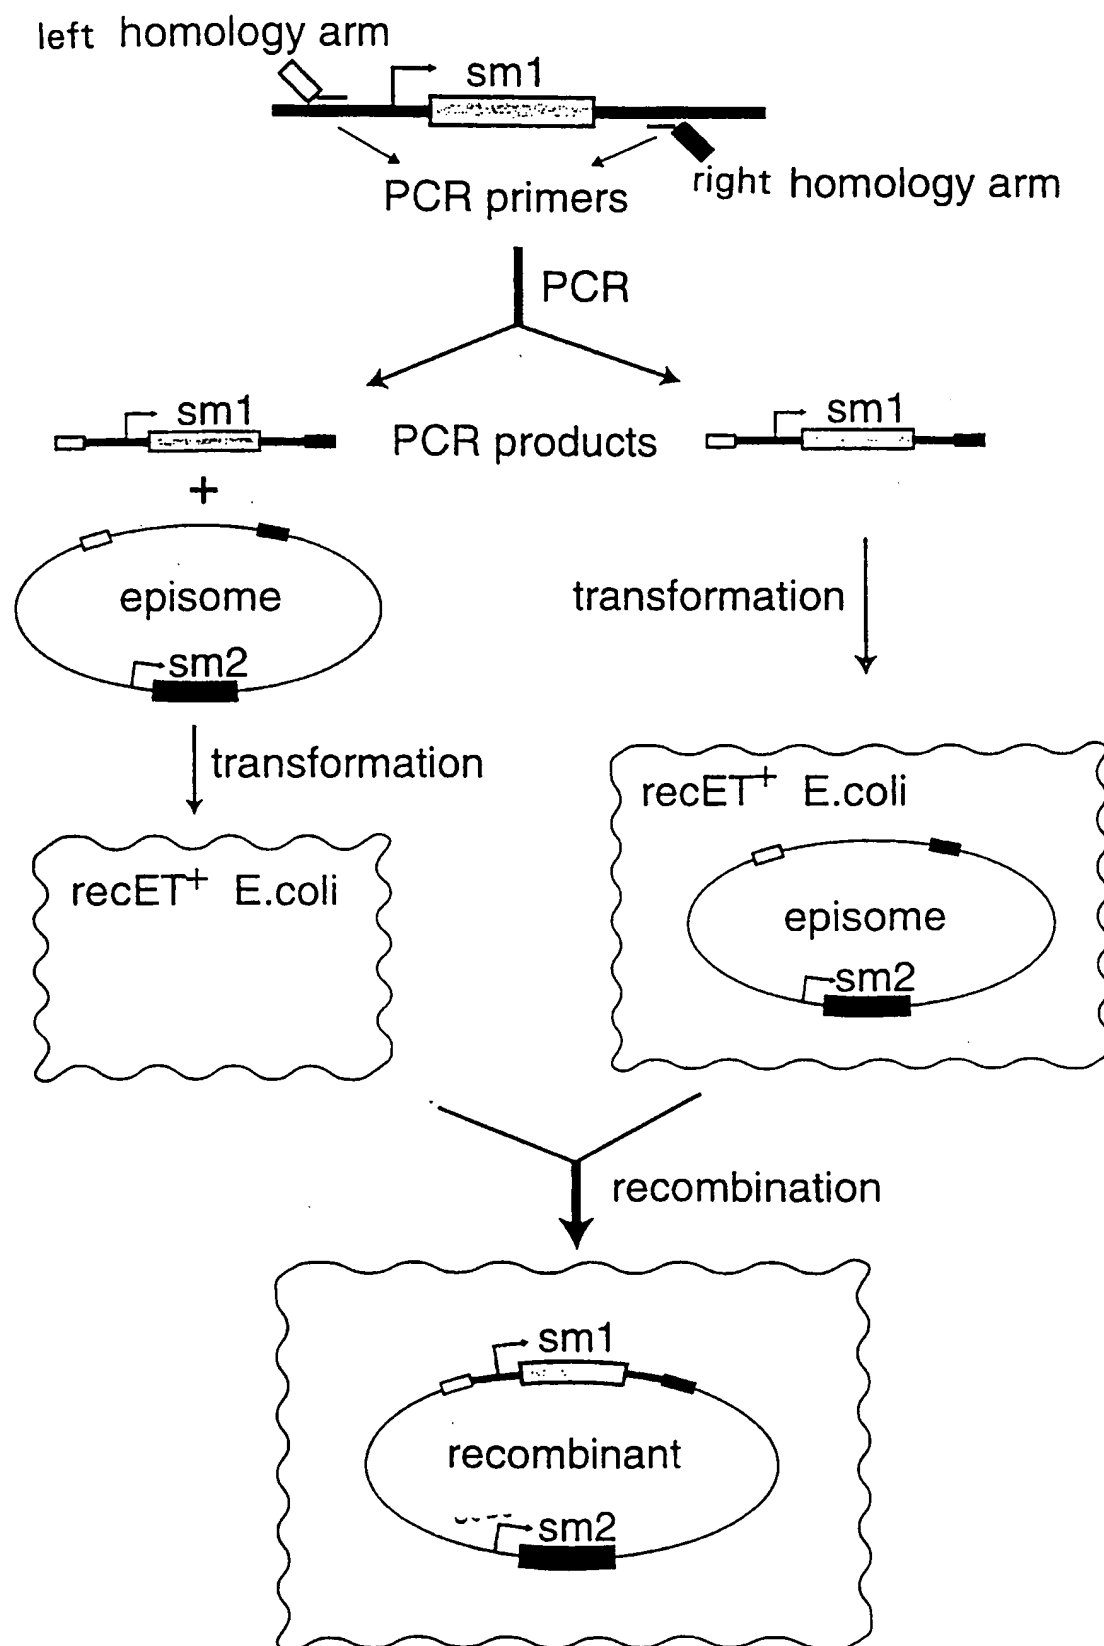 left homology arm
sm1
PCR primers
right homology arm
PCR
sm1
PCR products
sm1
+
episome
sm2
transformation
transformation
recET+ E.coli
recET+ E.coli
episome
sm2
recombination
sm1
recombinant
sm2